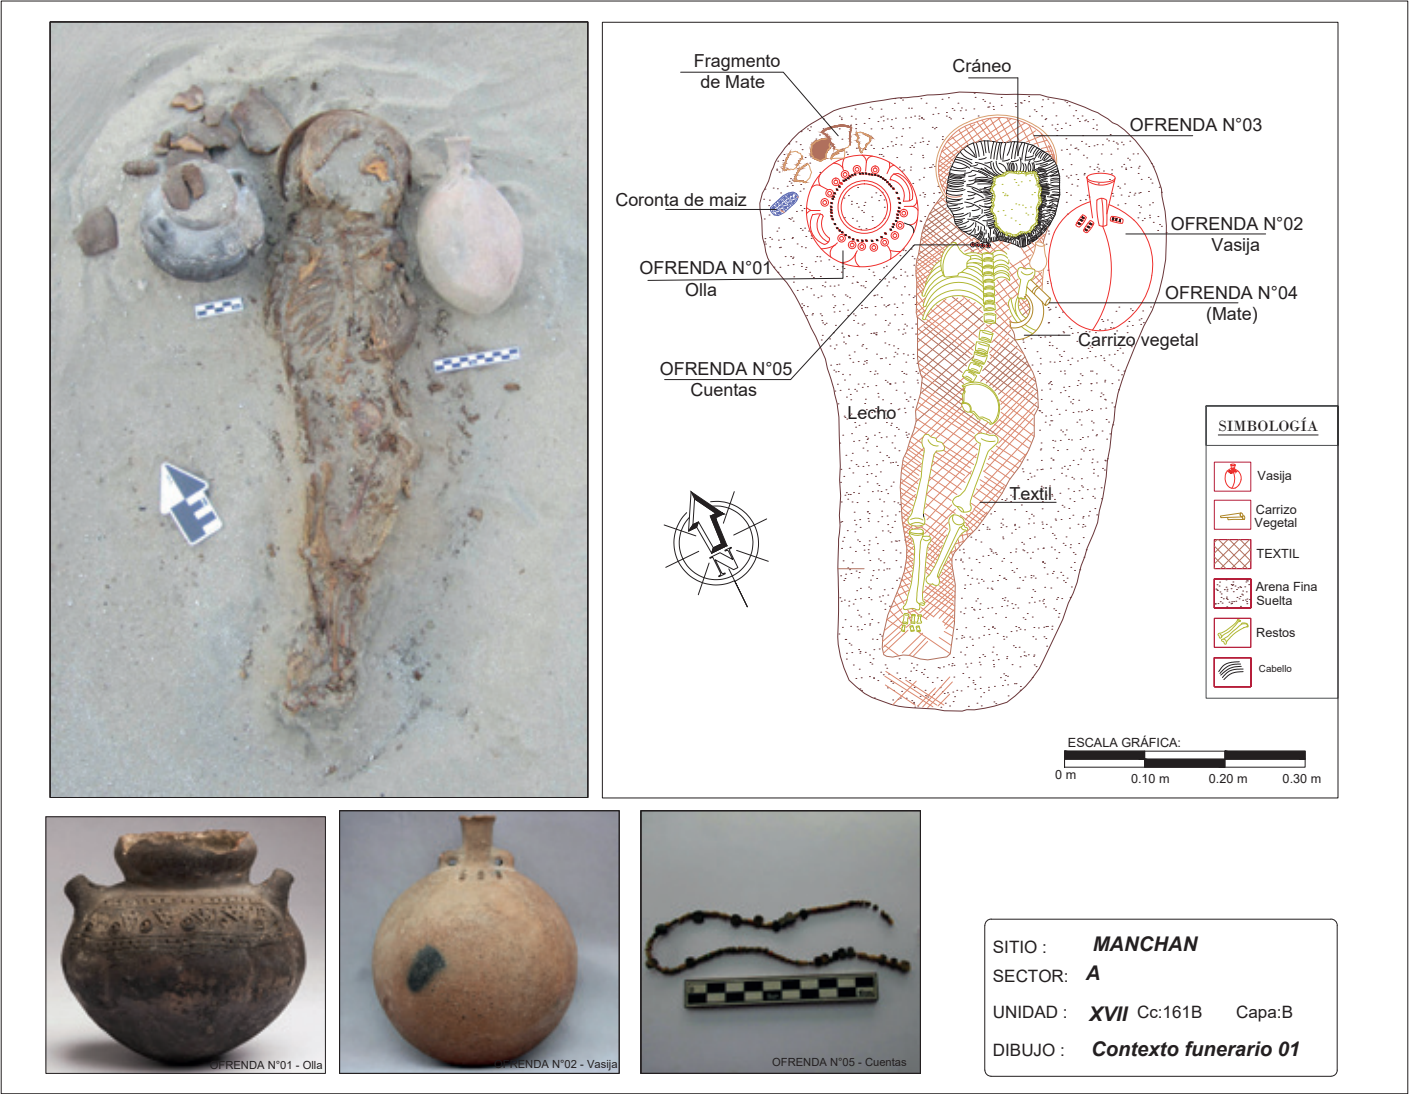 Fragmento
de Mate
Cráneo
OFRENDA N°03
Coronta de maiz
OFRENDA N°02
Vasija
OFRENDA N°01
Olla
OFRENDA N°04
(Mate)
Carrizo vegetal
OFRENDA N°05
Cuentas
Lecho
Textil
N
SIMBOLOGÍA
Vasija
Carrizo
Vegetal
TEXTIL
Arena Fina
Suelta
Restos
Cabello
ESCALA GRÁFICA:
0 m 0.10 m 0.20 m 0.30 m
OFRENDA N°01 - Olla
OFRENDA N°02 - Vasija
OFRENDA N°05 - Cuentas
SITIO : MANCHAN
SECTOR: A
UNIDAD : XVII Cc:161B Capa:B
DIBUJO : Contexto funerario 01